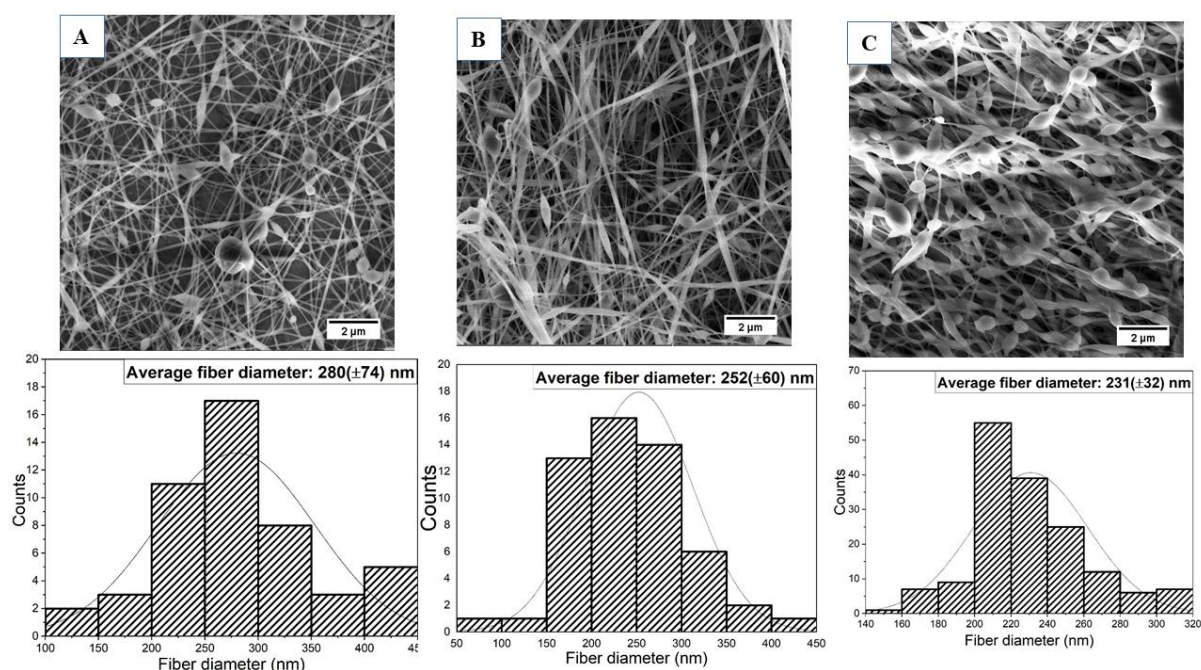 A
B
C
2 μm
2 μm
2 μm
Average fiber diameter: 280(±74) nm
20
18
16
14
12
10
8
6
4
2
0
Counts
100 150 200 250 300 350 400 450
Fiber diameter (nm)
Average fiber diameter: 252(±60) nm
20
18
16
14
12
10
8
6
4
2
0
Counts
50 100 150 200 250 300 350 400 450
Fiber diameter (nm)
Average fiber diameter: 231(±32) nm
70
60
50
40
30
20
10
0
Counts
140 160 180 200 220 240 260 280 300 320
Fiber diameter (nm)